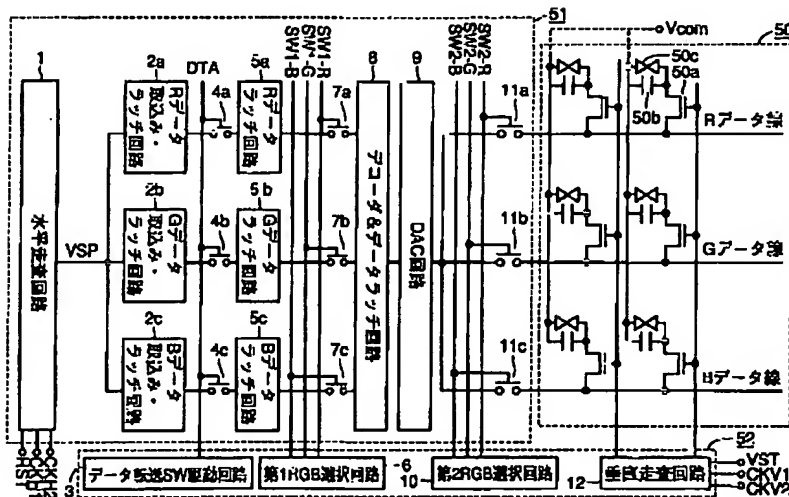 51
50
Vcom
1
2a
DTA
5a
SW1-B
SW1-G
SW1-R
8
9
SW2-B
SW2-G
SW2-R
50c
50a
50b
4a
7a
11a
水平走査回路
Rデータ取込み・ラッチ回路
Rデータラッチ回路
デコーダ&データラッチ回路
DAC回路
Rデータ線
VSP
2b
5b
4b
7b
11b
Gデータ取込み・ラッチ回路
Gデータラッチ回路
Gデータ線
2c
5c
4c
7c
11c
Bデータ取込み・ラッチ回路
Bデータラッチ回路
Bデータ線
RST
CKH1
CKH2
52
3
データ転送SW駆動回路
第1RGB選択回路
6
10
第2RGB選択回路
12
垂直走査回路
VST
CKV1
CKV2